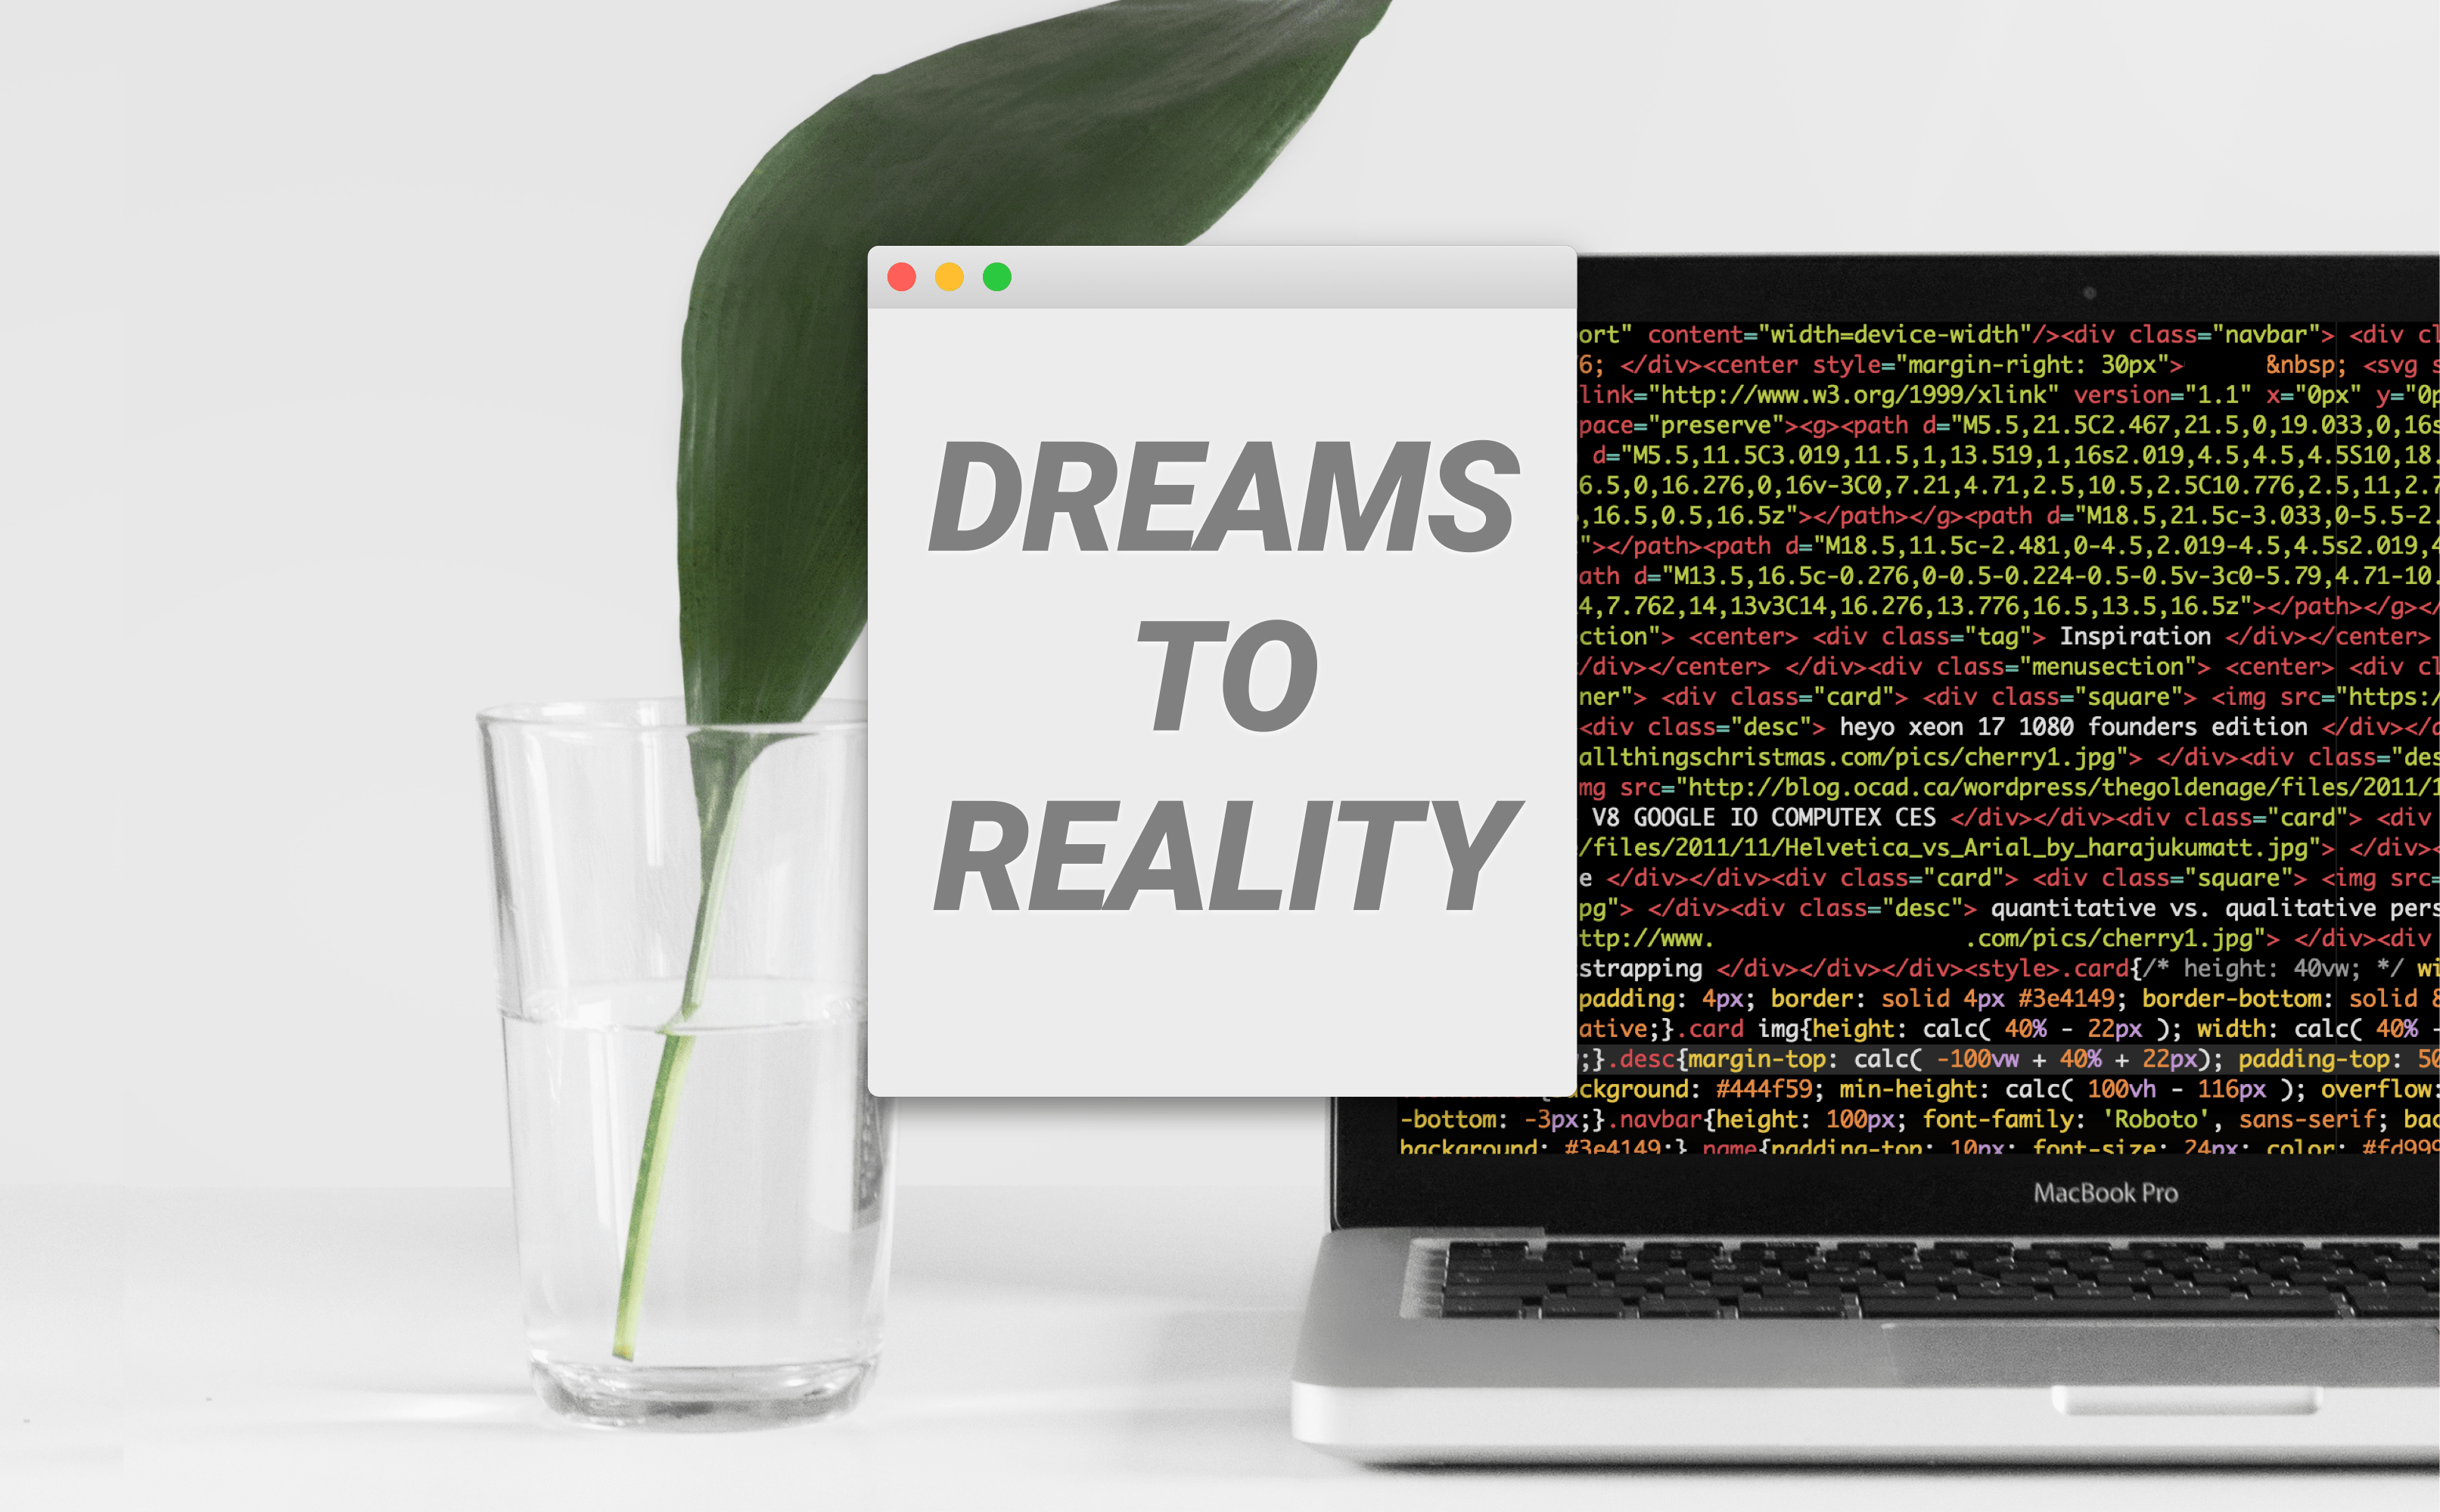 DREAMS
TO
REALITY
ort" content="width=device-width"/><div class="navbar"> <div cl
6; </div><center style="margin-right: 30px"> &nbsp; <svg s
link="http://www.w3.org/1999/xlink" version="1.1" x="0px" y="0p
pace="preserve"><g><path d="M5.5,21.5C2.467,21.5,0,19.033,0,16s
d="M5.5,11.5C3.019,11.5,1,13.519,1,16s2.019,4.5,4.5,4.5S10,18.
6.5,0,16.276,0,16v-3C0,7.21,4.71,2.5,10.5,2.5C10.776,2.5,11,2.7
,16.5,0.5,16.5z"></path></g><path d="M18.5,21.5c-3.033,0-5.5-2.
"></path><path d="M18.5,11.5c-2.481,0-4.5,2.019-4.5,4.5s2.019,4
ath d="M13.5,16.5c-0.276,0-0.5-0.224-0.5-0.5v-3c0-5.79,4.71-10.
4,7.762,14,13v3C14,16.276,13.776,16.5,13.5,16.5z"></path></g></
ction"> <center> <div class="tag"> Inspiration </div></center>
/div></center> </div><div class="menusection"> <center> <div cl
ner"> <div class="card"> <div class="square"> <img src="https:/
<div class="desc"> heyo xeon 17 1080 founders edition </div></d
allthingschristmas.com/pics/cherry1.jpg"> </div><div class="des
mg src="http://blog.ocad.ca/wordpress/thegoldenage/files/2011/1
V8 GOOGLE IO COMPUTEX CES </div></div><div class="card"> <div
/files/2011/11/Helvetica_vs_Arial_by_harajukumatt.jpg"> </div><
e </div></div><div class="card"> <div class="square"> <img src=
pg"> </div><div class="desc"> quantitative vs. qualitative pers
ttp://www. .com/pics/cherry1.jpg"> </div><div
strapping </div></div></div><style>.card{/* height: 40vw; */ wi
padding: 4px; border: solid 4px #3e4149; border-bottom: solid 8
ative;}.card img{height: calc( 40% - 22px ); width: calc( 40% -
;}.desc{margin-top: calc( -100vw + 40% + 22px); padding-top: 50
ckground: #444f59; min-height: calc( 100vh - 116px ); overflow:
-bottom: -3px;}.navbar{height: 100px; font-family: 'Roboto', sans-serif; bac
background: #3e4149;}.name{padding-top: 10px; font-size: 24px; color: #fd999
MacBook Pro